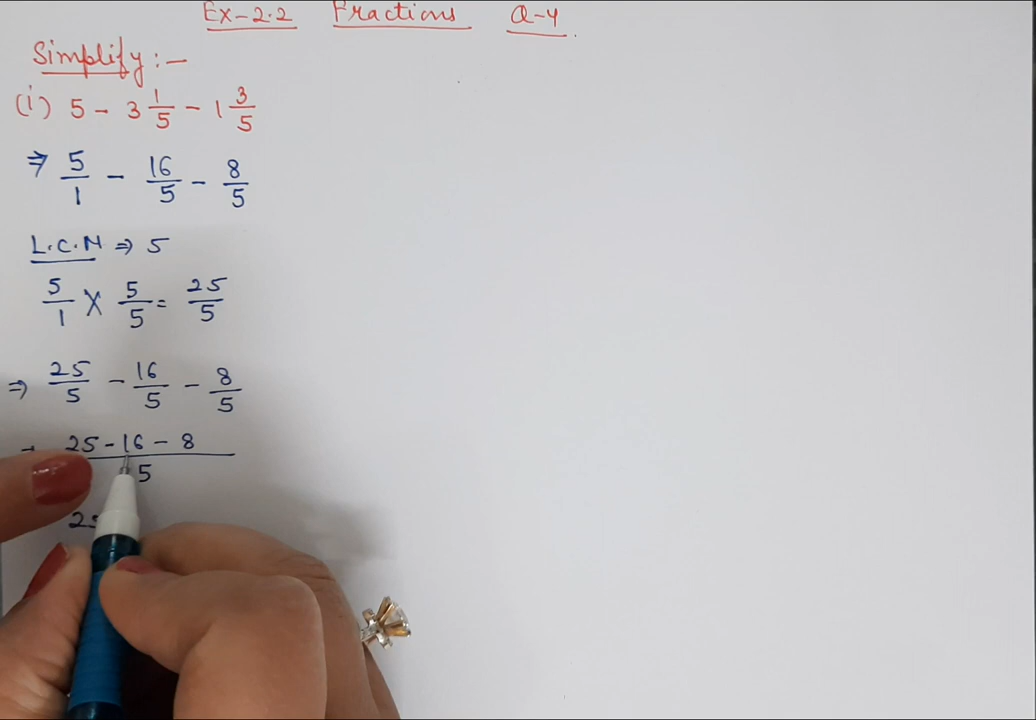 Ex-2.2 Fractions Q-4.
Simplify:-
(i) 5 - 3 1/5 - 1 3/5
⇒ 5/1 - 16/5 - 8/5
L.C.M ⇒ 5
5/1 X 5/5 = 25/5
⇒ 25/5 - 16/5 - 8/5
25 - 16 - 8 / 5